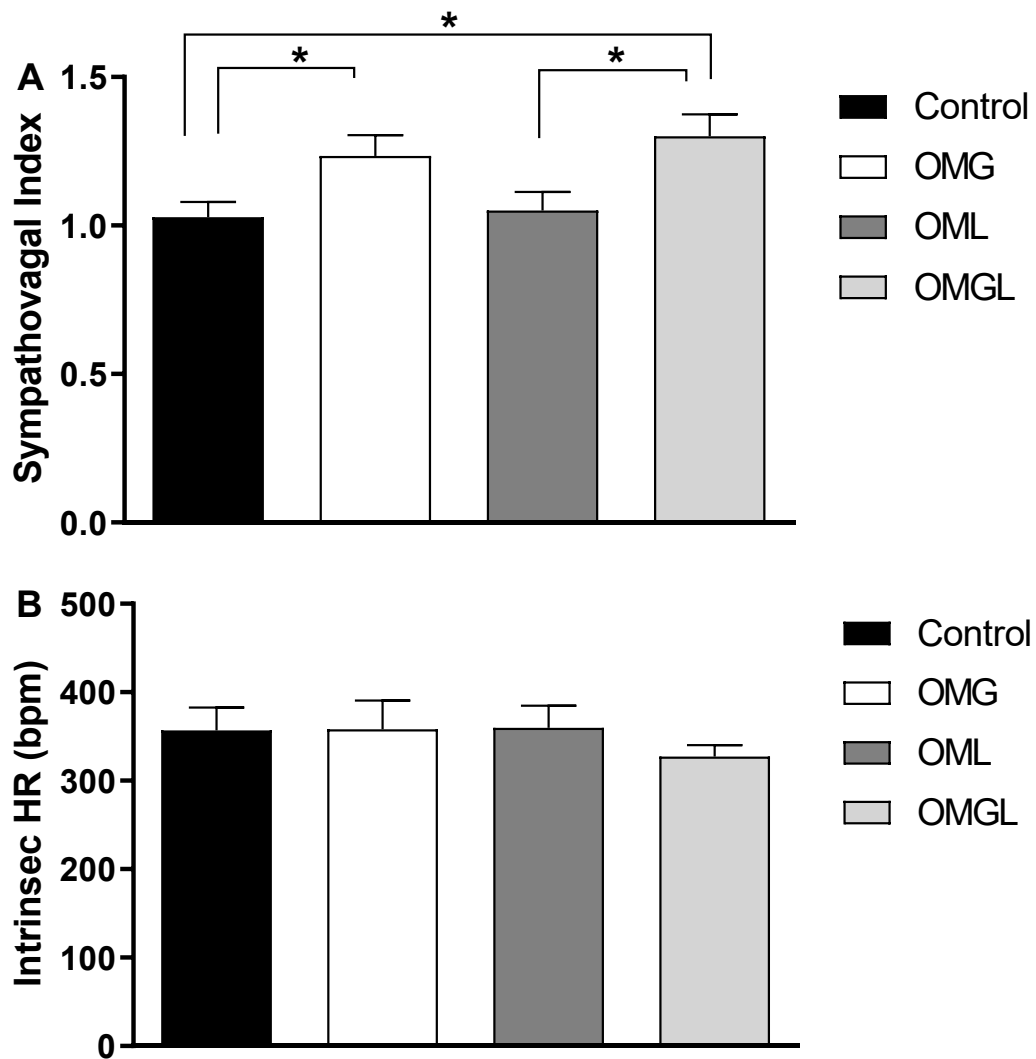 *
* *
A
Sympathovagal Index
1.5
1.0
0.5
0.0
Control
OMG
OML
OMGL
B
Intrinsec HR (bpm)
500
400
300
200
100
0
Control
OMG
OML
OMGL